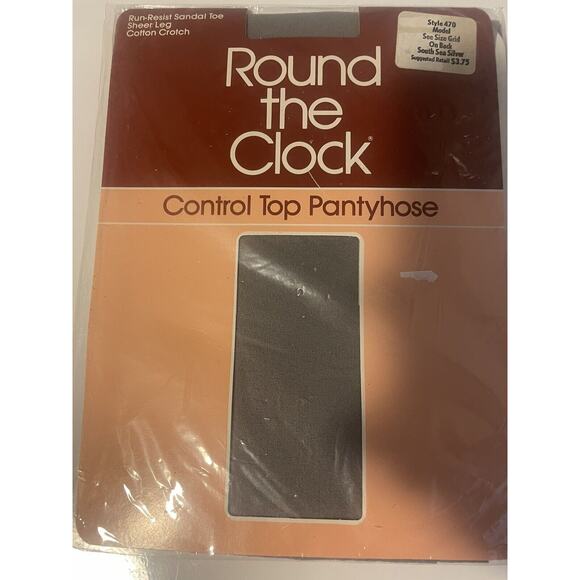 Run-Resist Sandal Toe
Sheer Leg
Cotton Crotch
Style 470
Model
See Size Grid
On Back
South Sea Silver
Suggested Retail $3.75
Round
the
Clock®
Control Top Pantyhose